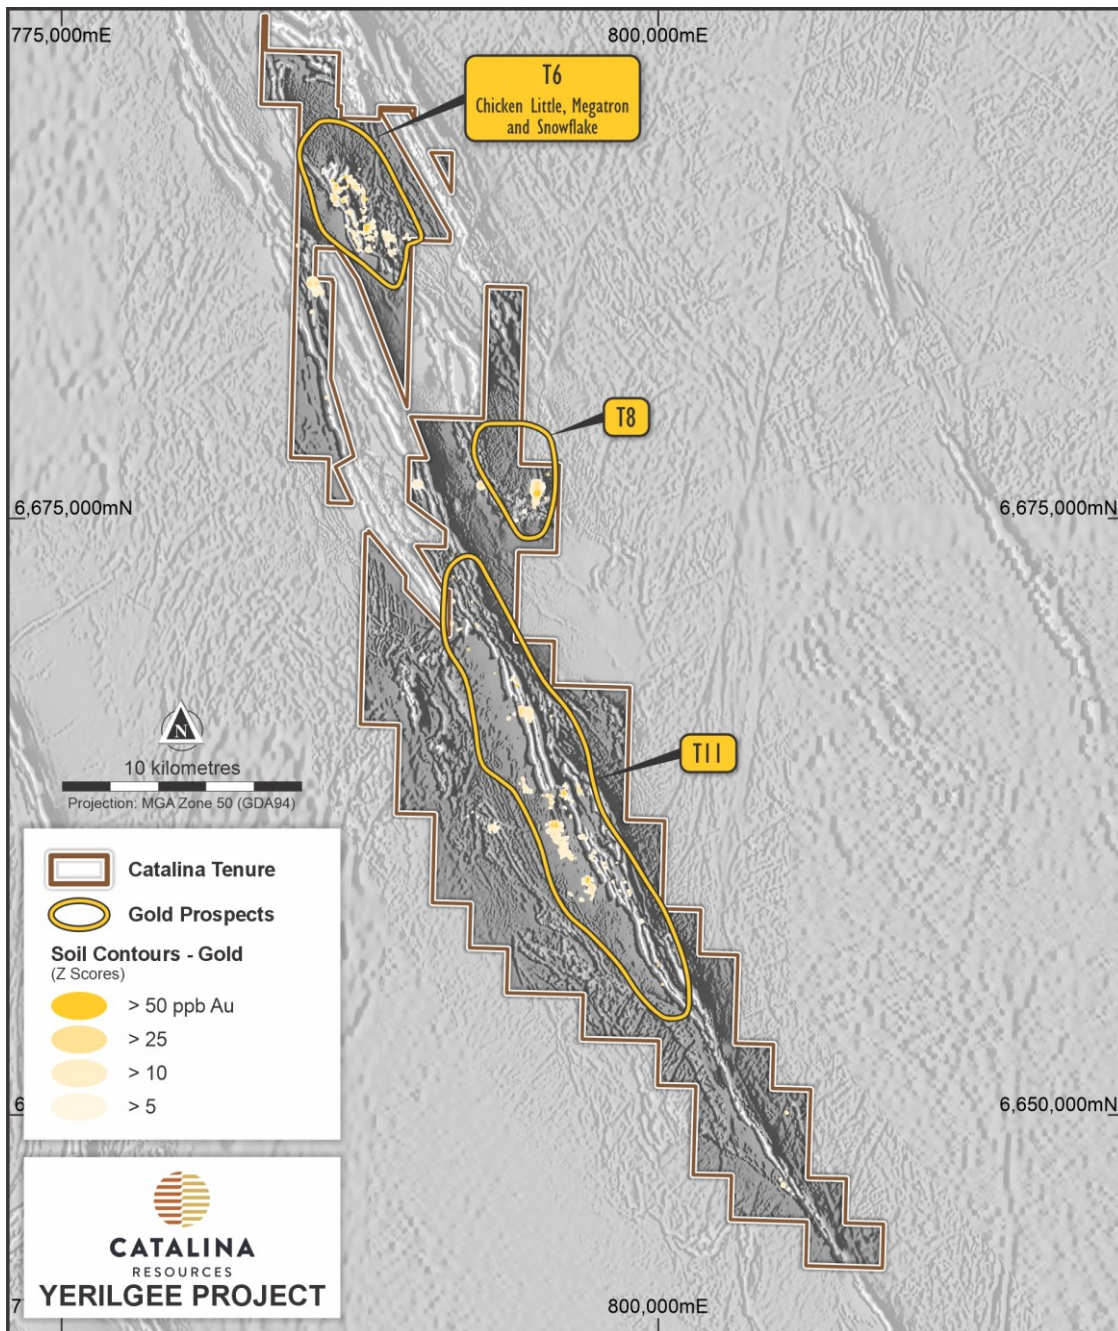 775,000mE
800,000mE
T6
Chicken Little, Megatron
and Snowflake
T8
6,675,000mN
6,675,000mN
N
10 kilometres
Projection: MGA Zone 50 (GDA94)
T11
Catalina Tenure
Gold Prospects
Soil Contours - Gold
(Z Scores)
> 50 ppb Au
> 25
> 10
> 5
6,650,000mN
CATALINA
RESOURCES
YERILGEE PROJECT
800,000mE